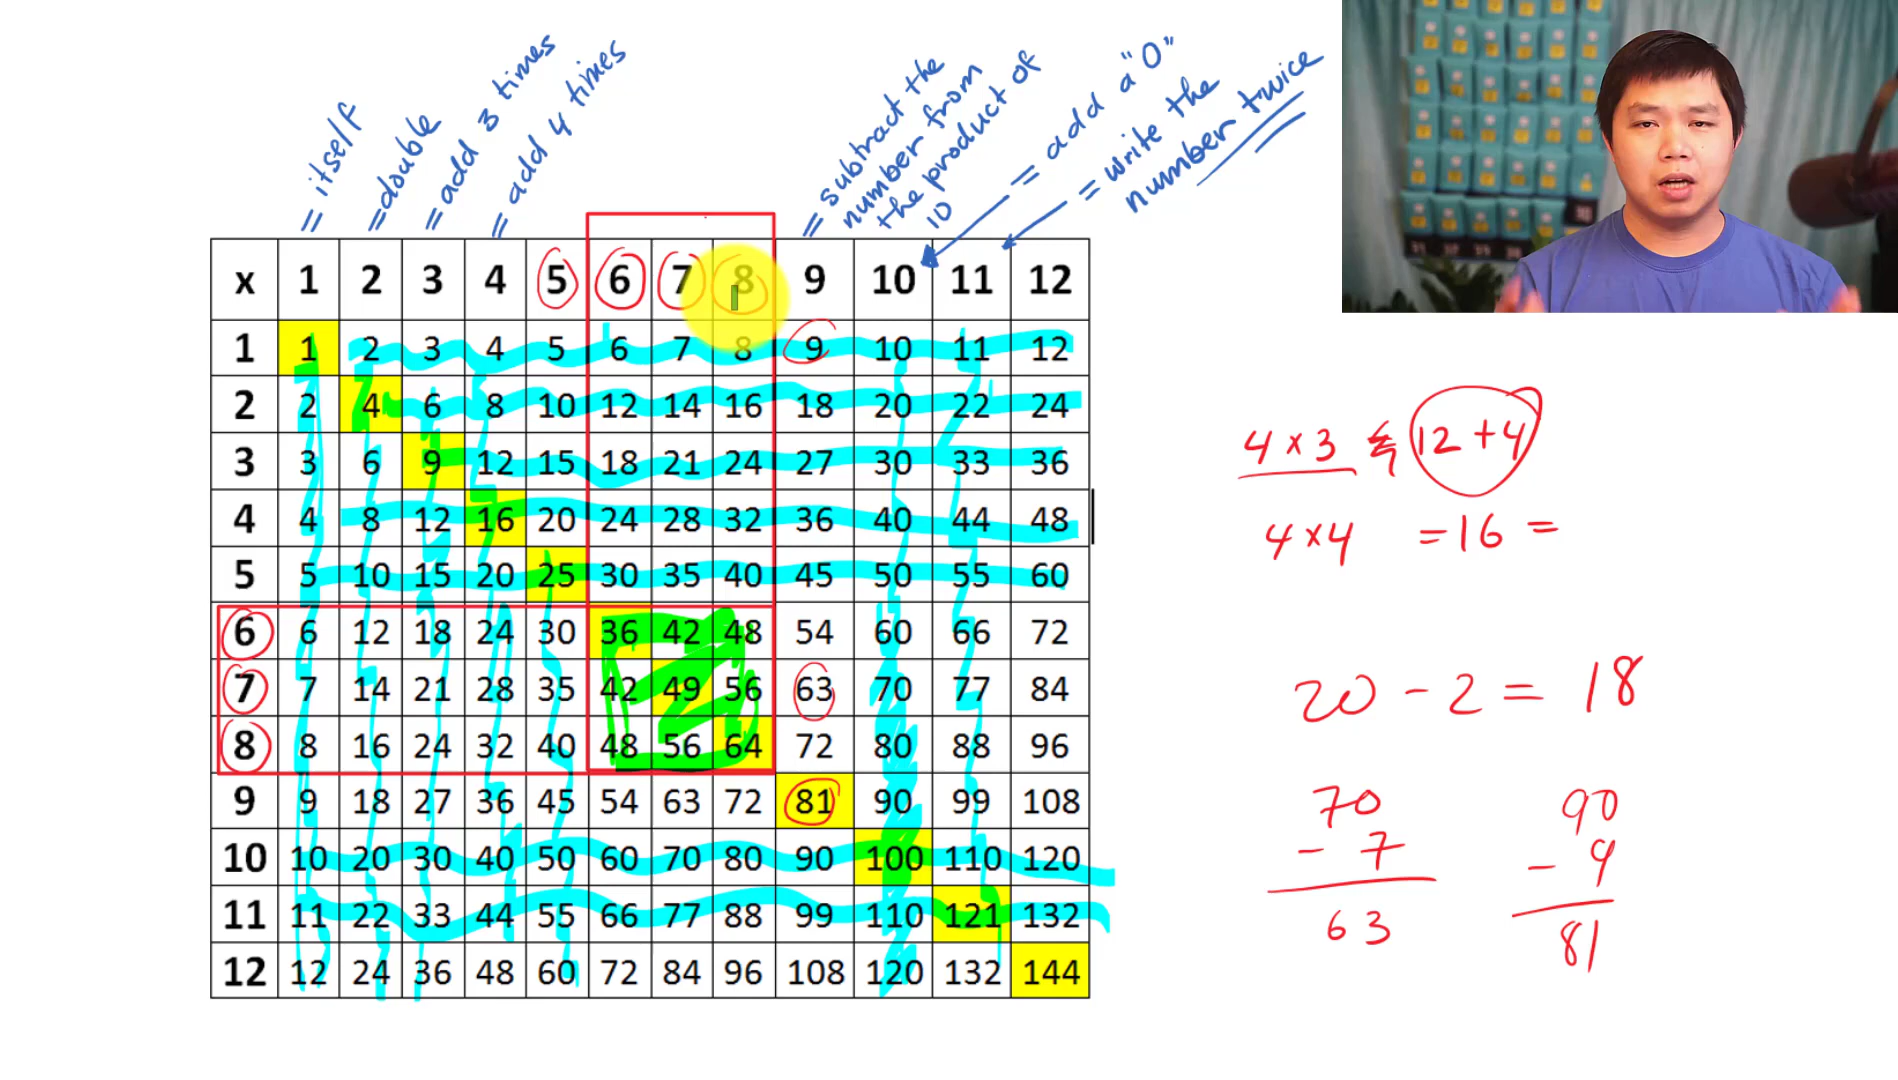 = itself
= double
= add 3 times
= add 4 times
= subtract the
number from
the product of
10
= add a "0"
= write the
number twice
x 1 2 3 4 5 6 7 8 9 10 11 12
1 1 2 3 4 5 6 7 8 9 10 11 12
2 2 4 6 8 10 12 14 16 18 20 22 24
3 3 6 9 12 15 18 21 24 27 30 33 36
4 4 8 12 16 20 24 28 32 36 40 44 48
5 5 10 15 20 25 30 35 40 45 50 55 60
6 6 12 18 24 30 36 42 48 54 60 66 72
7 7 14 21 28 35 42 49 56 63 70 77 84
8 8 16 24 32 40 48 56 64 72 80 88 96
9 9 18 27 36 45 54 63 72 81 90 99 108
10 10 20 30 40 50 60 70 80 90 100 110 120
11 11 22 33 44 55 66 77 88 99 110 121 132
12 12 24 36 48 60 72 84 96 108 120 132 144
4 x 3 12 + 4
4 x 4 = 16 =
20 - 2 = 18
70
- 7
63
90
- 9
81